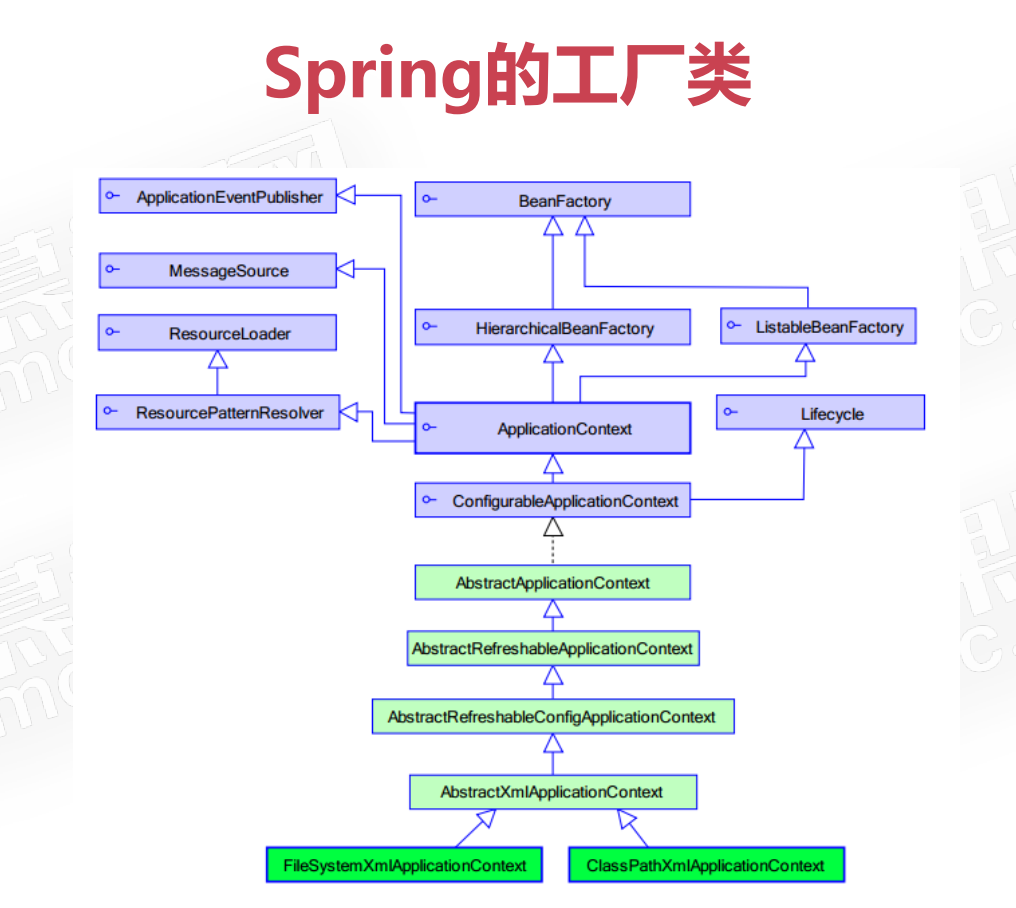 Spring的工厂类
ApplicationEventPublisher
BeanFactory
MessageSource
ResourceLoader
HierarchicalBeanFactory
ListableBeanFactory
ResourcePatternResolver
ApplicationContext
Lifecycle
ConfigurableApplicationContext
AbstractApplicationContext
AbstractRefreshableApplicationContext
AbstractRefreshableConfigApplicationContext
AbstractXmlApplicationContext
FileSystemXmlApplicationContext
ClassPathXmlApplicationContext